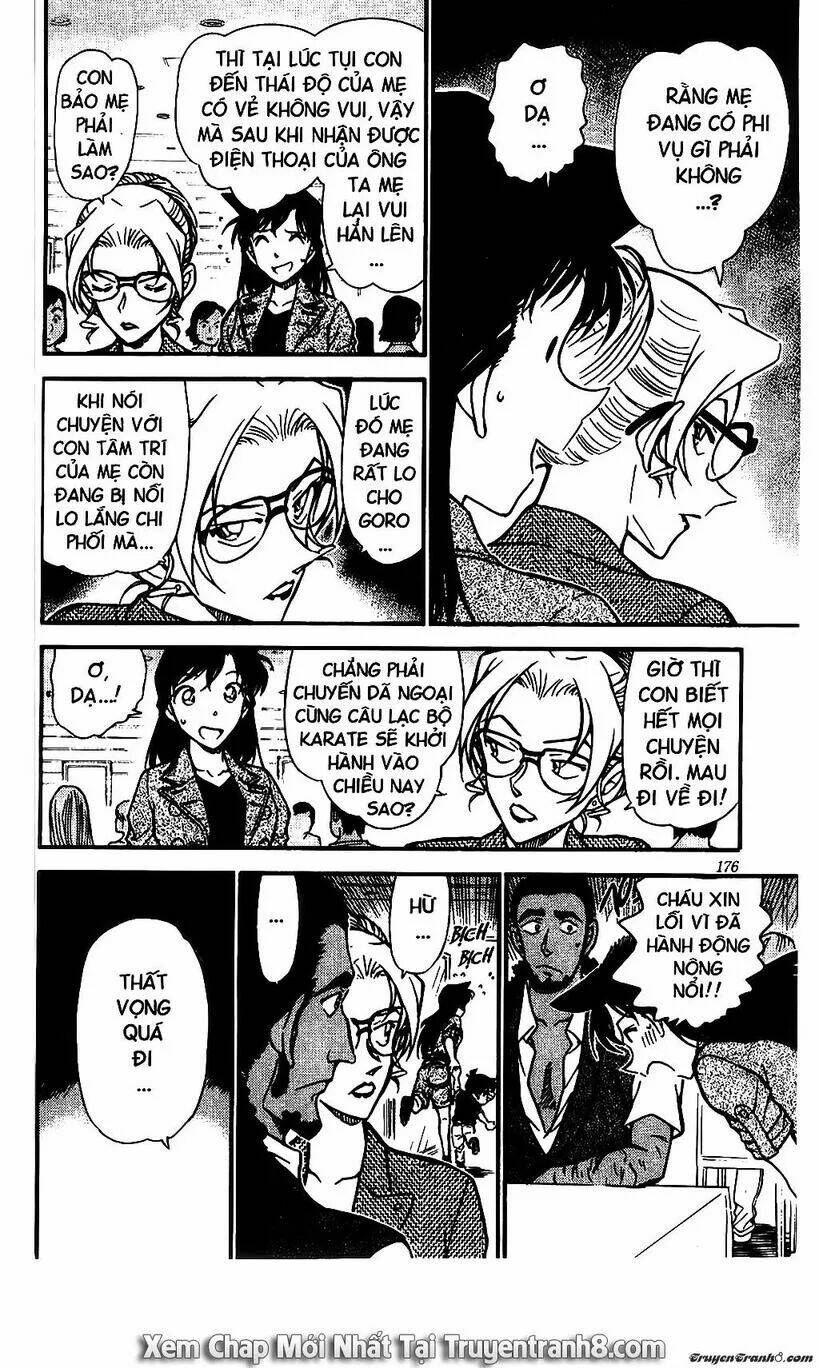 RẰNG MẸ
ĐANG CÓ PHI
VỤ GÌ PHẢI
KHÔNG
...?
Ơ
DẠ
...
THÌ TẠI LÚC TỤI CON
ĐẾN THÁI ĐỘ CỦA MẸ
CÓ VẺ KHÔNG VUI, VẬY
MÀ SAU KHI NHẬN ĐƯỢC
ĐIỆN THOẠI CỦA ÔNG
TA MẸ
LẠI VUI
HẲN LÊN
...
CON
BẢO MẸ
PHẢI
LÀM
SAO?
LÚC
ĐÓ MẸ
ĐANG
RẤT LO
CHO
GORO
...
KHI NÓI
CHUYỆN VỚI
CON TÂM TRÍ
CỦA MẸ CÒN
ĐANG BỊ NỖI
LO LẮNG CHI
PHỐI MÀ...
GIỜ THÌ
CON BIẾT
HẾT MỌI
CHUYỆN
RỒI. MAU
ĐI VỀ ĐI!
CHẲNG PHẢI
CHUYẾN DÃ NGOẠI
CÙNG CÂU LẠC BỘ
KARATE SẼ KHỞI
HÀNH VÀO
CHIỀU NAY
SAO?
Ơ,
DẠ...!
176
CHÁU XIN
LỖI VÌ ĐÃ
HÀNH ĐỘNG
NÔNG
NỔI!!
HỪ
...
BỊCH
BỊCH
...
THẤT
VỌNG
QUÁ
ĐI
...
Xem Chap Mới Nhất Tại Truyentranh8.com
TruyenTranh8.com